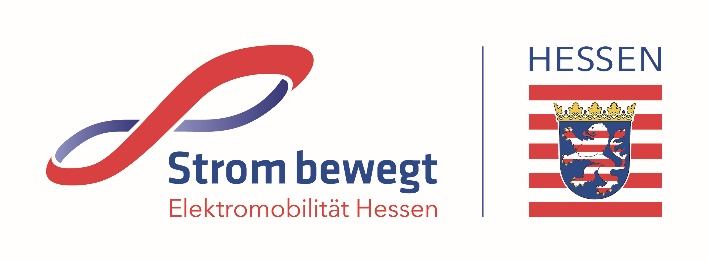 Strom bewegt
Elektromobilität Hessen
HESSEN